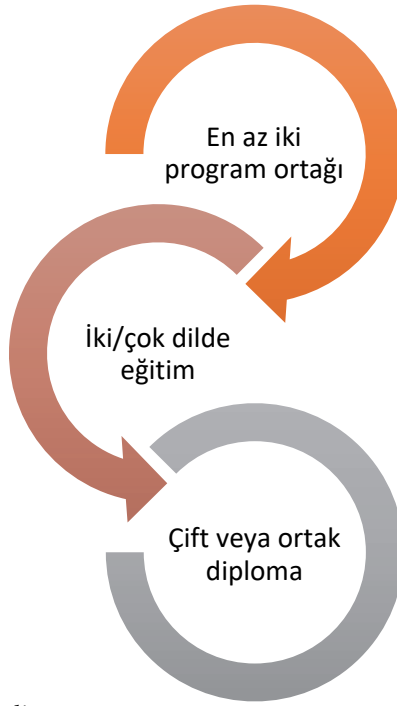 En az iki
program ortağı
İki/çok dilde
eğitim
Çift veya ortak
diploma